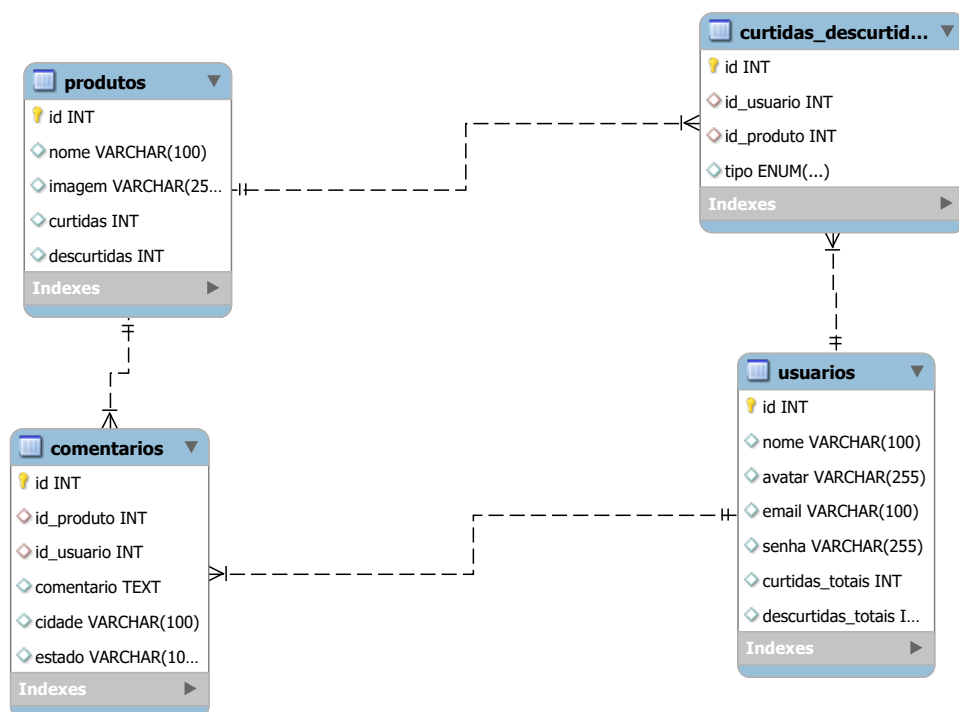 produtos
id INT
nome VARCHAR(100)
imagem VARCHAR(25...
curtidas INT
descurtidas INT
Indexes
curtidas_descurtid...
id INT
id_usuario INT
id_produto INT
tipo ENUM(...)
Indexes
comentarios
id INT
id_produto INT
id_usuario INT
comentario TEXT
cidade VARCHAR(100)
estado VARCHAR(10...
Indexes
usuarios
id INT
nome VARCHAR(100)
avatar VARCHAR(255)
email VARCHAR(100)
senha VARCHAR(255)
curtidas_totais INT
descurtidas_totais I...
Indexes